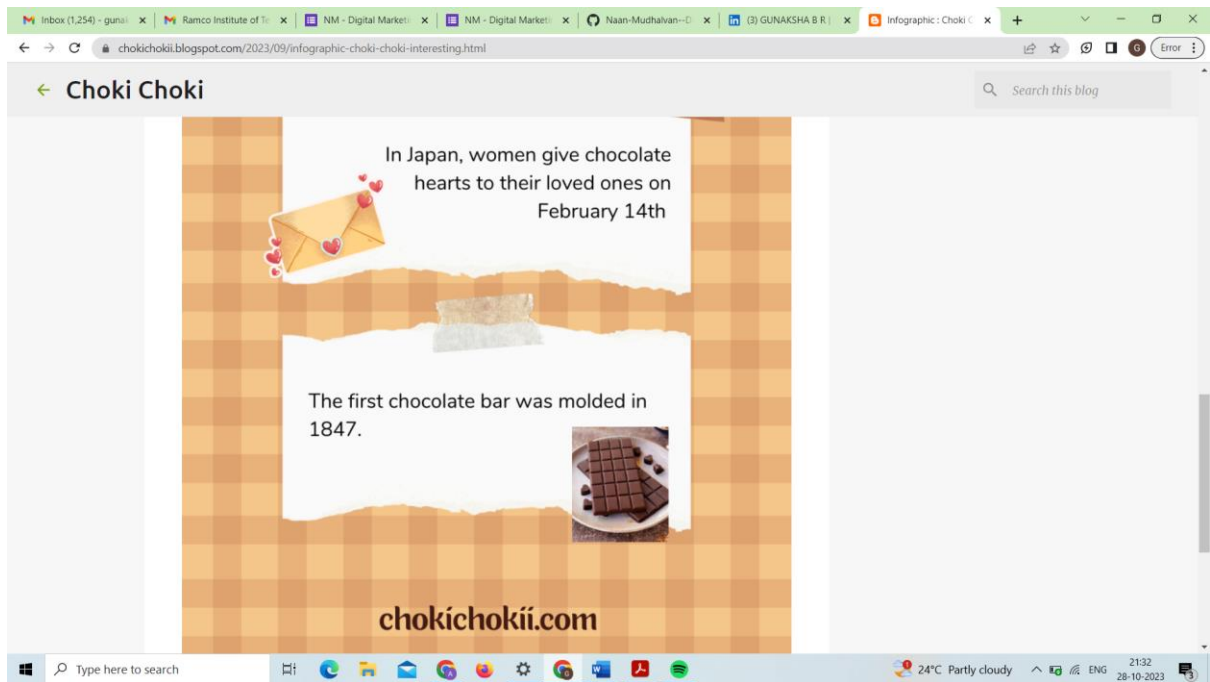 Inbox (1,254) - gunak
Ramco Institute of Te
NM - Digital Marketi
NM - Digital Marketi
Naan-Mudhalvan--D
(3) GUNAKSHA B R |
Infographic : Choki C
chokichokii.blogspot.com/2023/09/infographic-choki-choki-interesting.html
G
Error
Choki Choki
Search this blog
In Japan, women give chocolate
hearts to their loved ones on
February 14th
The first chocolate bar was molded in
1847.
chokíchokíí.com
Type here to search
24°C Partly cloudy
ENG
21:32
28-10-2023
3